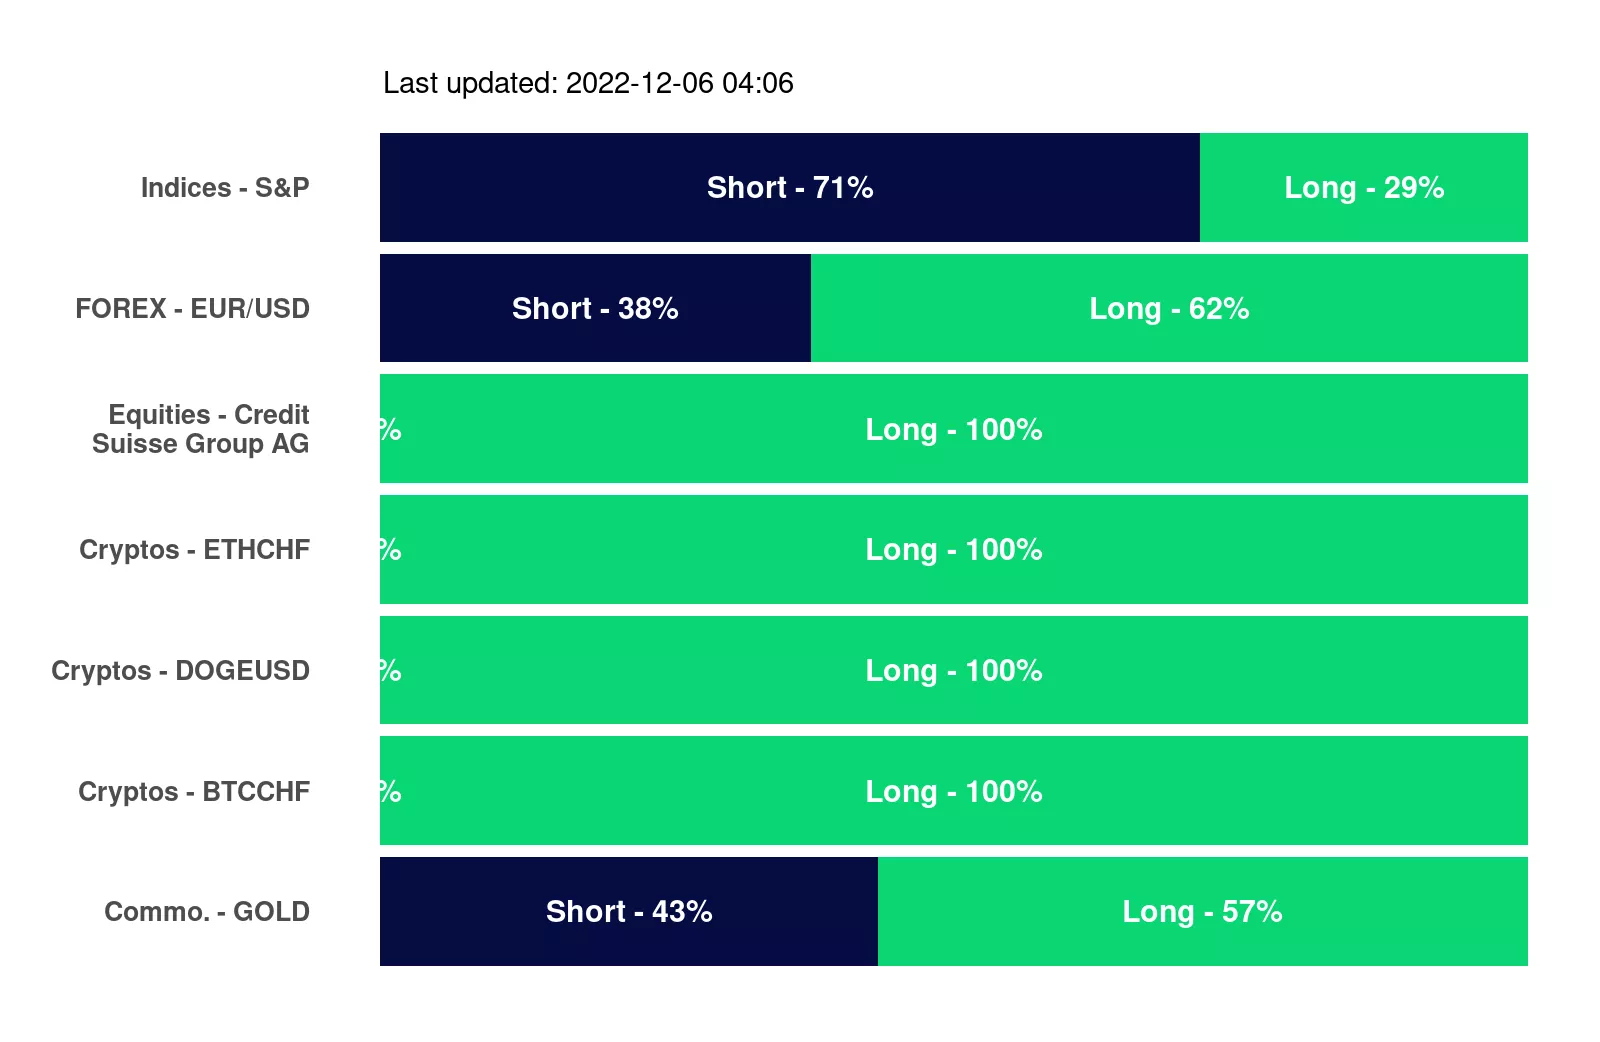 Last updated: 2022-12-06 04:06
Indices - S&P
Short - 71%
Long - 29%
FOREX - EUR/USD
Short - 38%
Long - 62%
Equities - Credit
Suisse Group AG
%
Long - 100%
Cryptos - ETHCHF
%
Long - 100%
Cryptos - DOGEUSD
%
Long - 100%
Cryptos - BTCCHF
%
Long - 100%
Commo. - GOLD
Short - 43%
Long - 57%